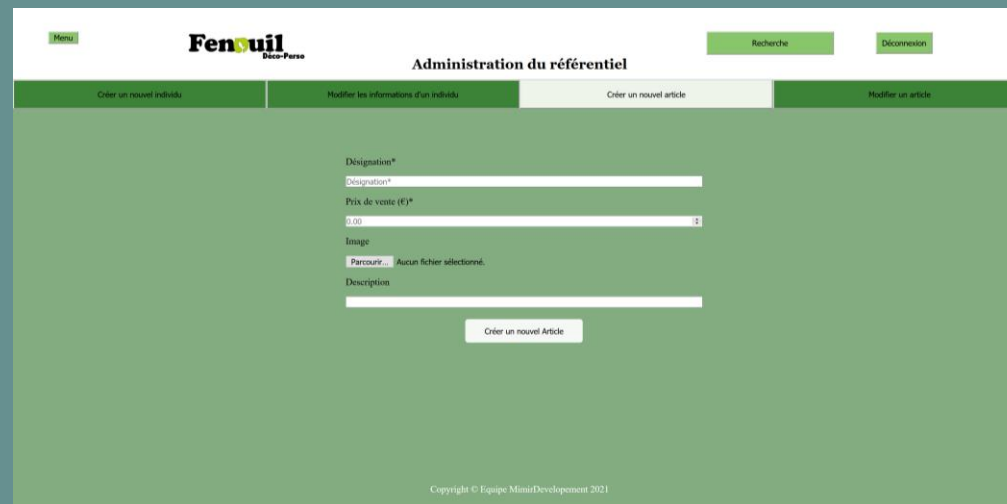 Menu
Fenouil
Déco-Perso
Administration du référentiel
Recherche
Déconnexion
Créer un nouvel individu
Modifier les informations d'un individu
Créer un nouvel article
Modifier un article
Désignation*
Désignation*
Prix de vente (€)*
0.00
Image
Parcourir... Aucun fichier sélectionné.
Description
Créer un nouvel Article
Copyright © Equipe MimirDevelopement 2021